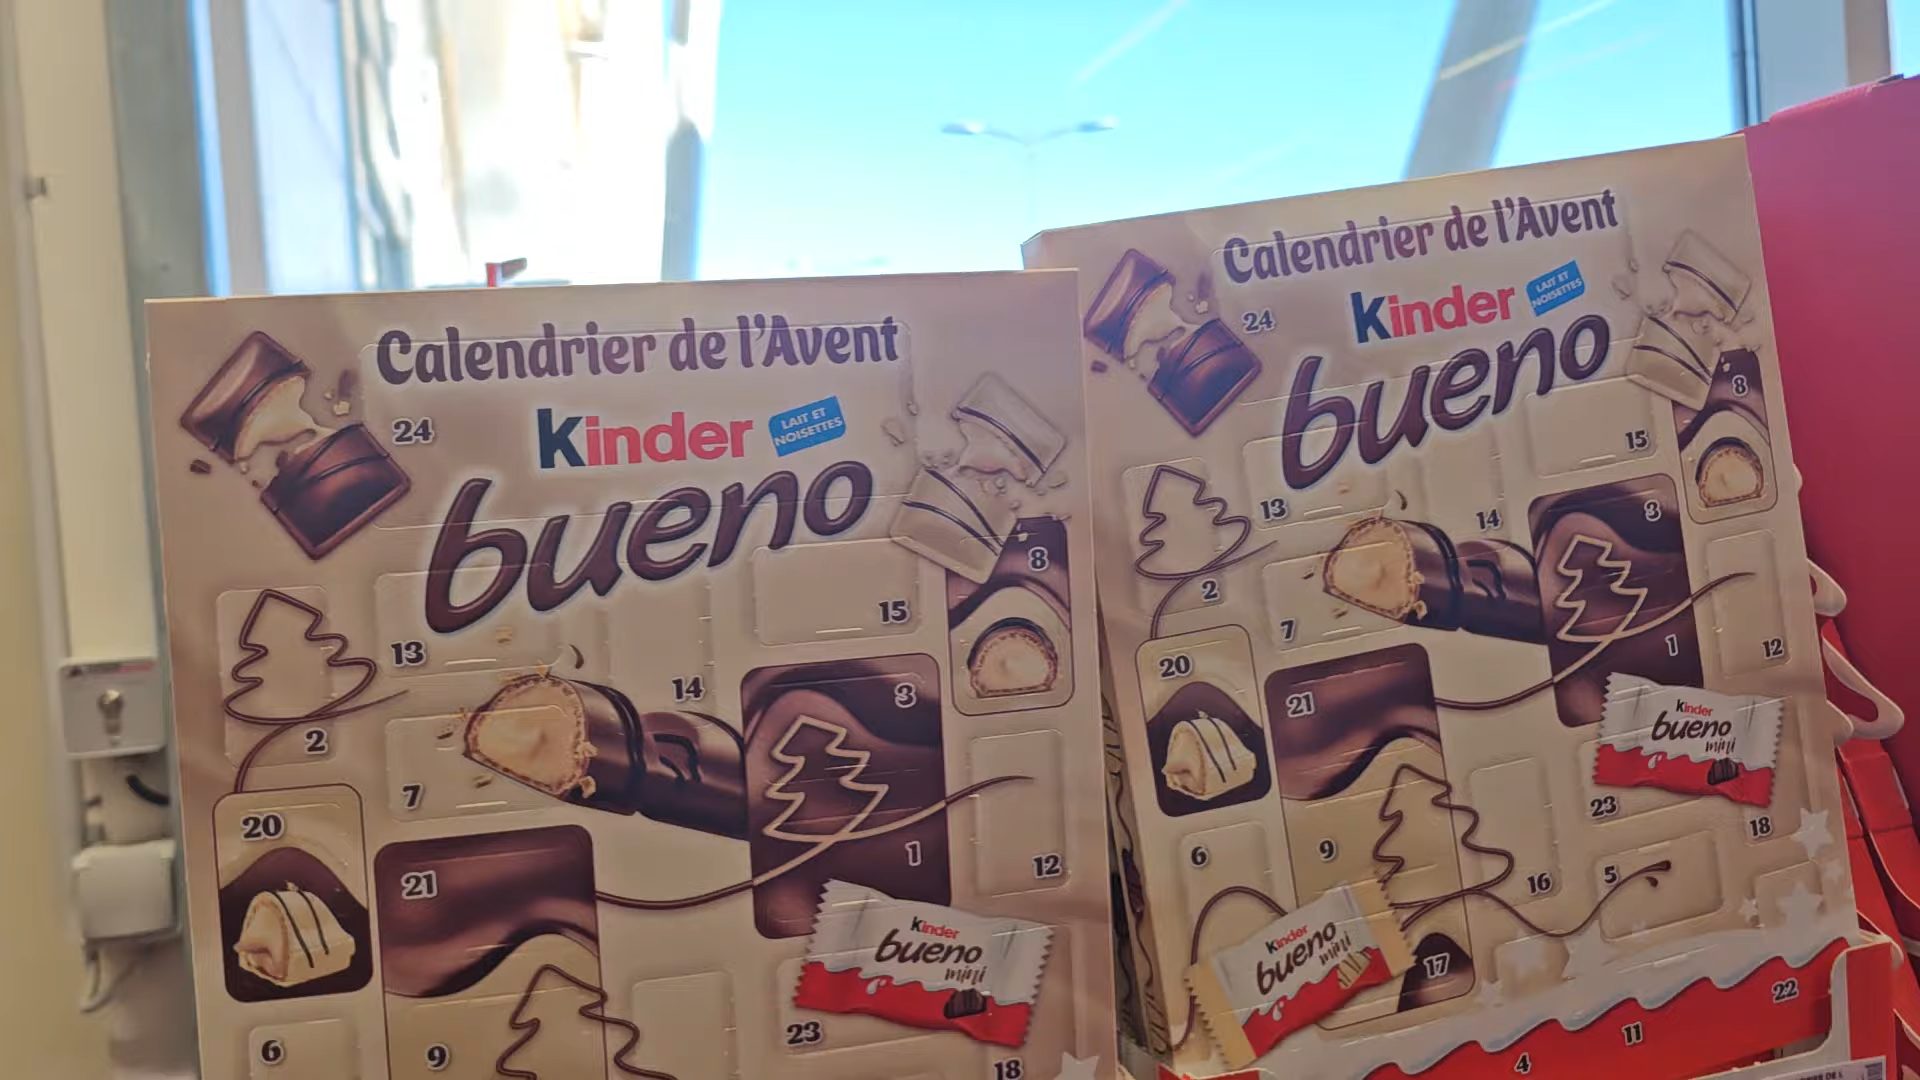 Calendrier de l'Avent
24
Kinder
LAIT ET
NOISETTES
bueno
8
15
13
14
3
2
7
20
1
12
21
Kinder
bueno
mini
23
6
9
18
Calendrier de l'Avent
24
Kinder
LAIT ET
NOISETTES
bueno
8
15
13
14
3
2
7
1
12
20
21
Kinder
bueno
mini
23
18
6
9
16
5
Kinder
bueno
mini
17
22
11
4